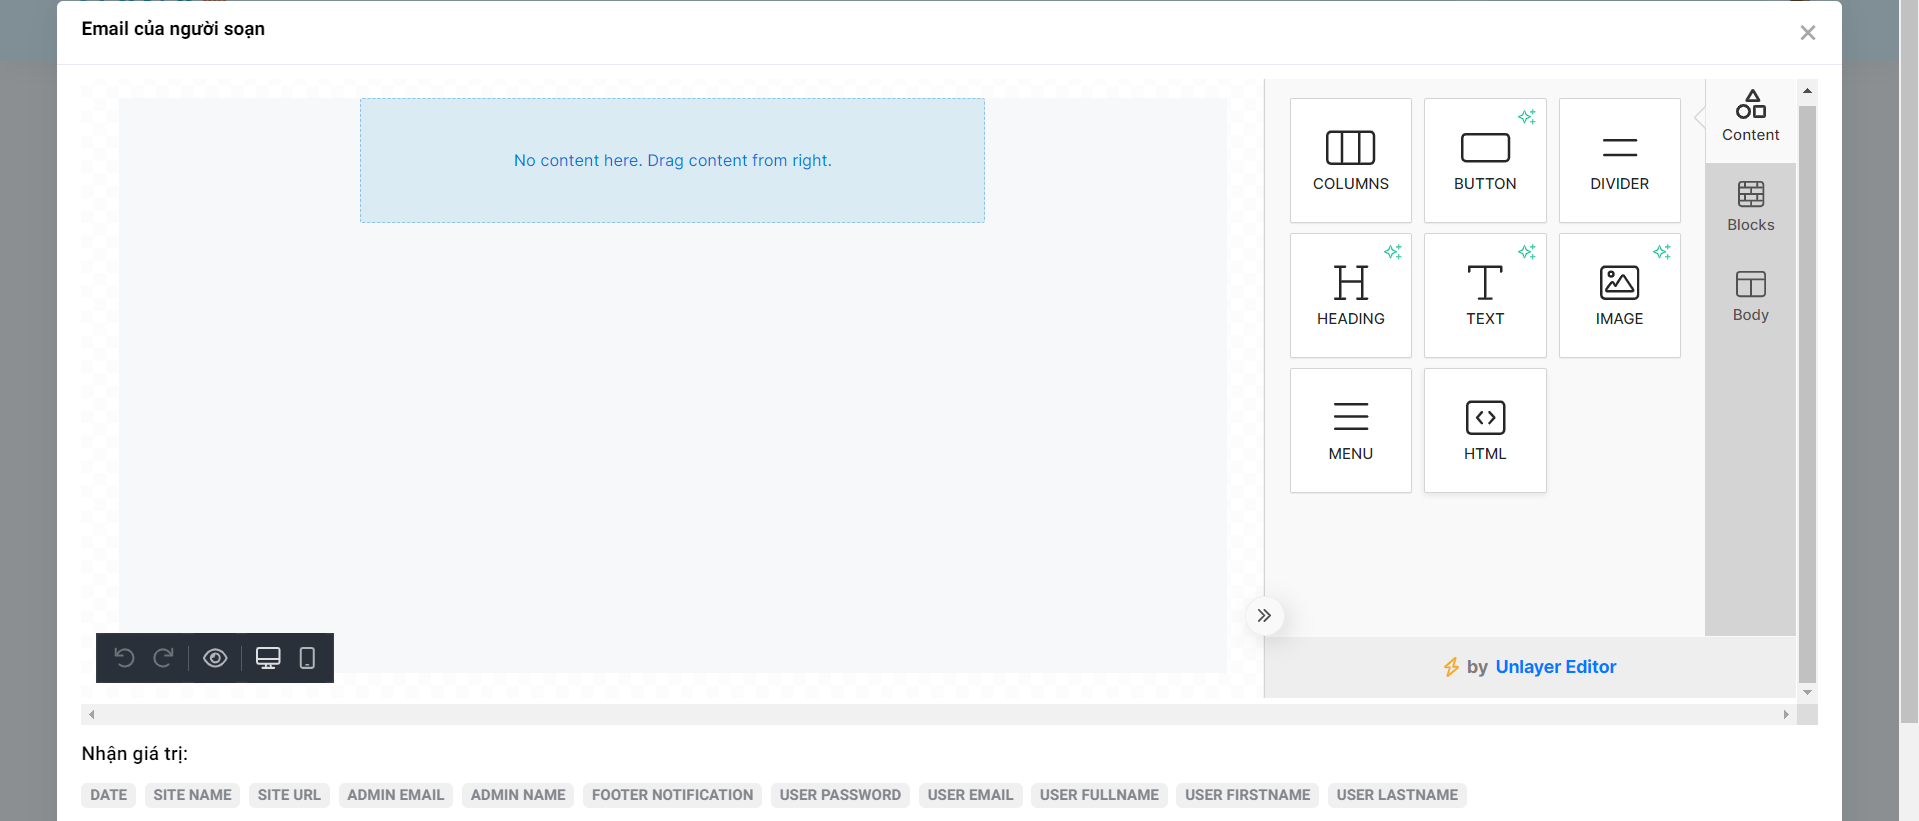 Email của người soạn
No content here. Drag content from right.
COLUMNS
BUTTON
DIVIDER
HEADING
TEXT
IMAGE
MENU
HTML
Content
Blocks
Body
by Unlayer Editor
Nhận giá trị:
DATE SITE NAME SITE URL ADMIN EMAIL ADMIN NAME FOOTER NOTIFICATION USER PASSWORD USER EMAIL USER FULLNAME USER FIRSTNAME USER LASTNAME